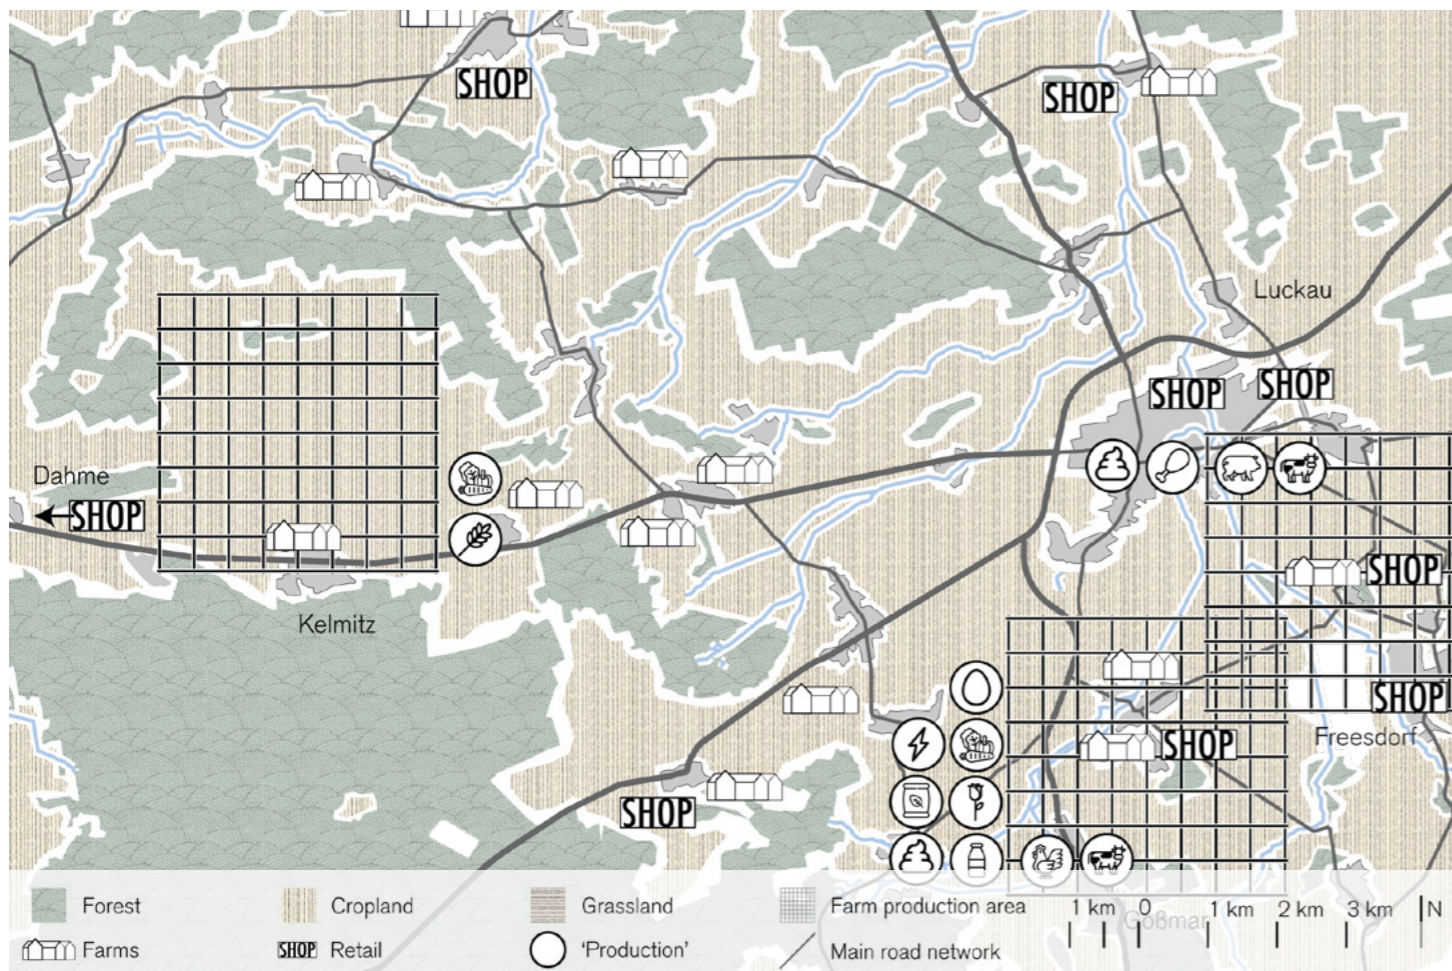 SHOP
SHOP
Luckau
SHOP
SHOP
Dahme
SHOP
SHOP
Kelmitz
SHOP
Freesdorf
SHOP
SHOP
Forest
Cropland
Grassland
Farm production area
1 km 0 1 km 2 km 3 km N
Goßmar
Farms
SHOP Retail
'Production'
Main road network